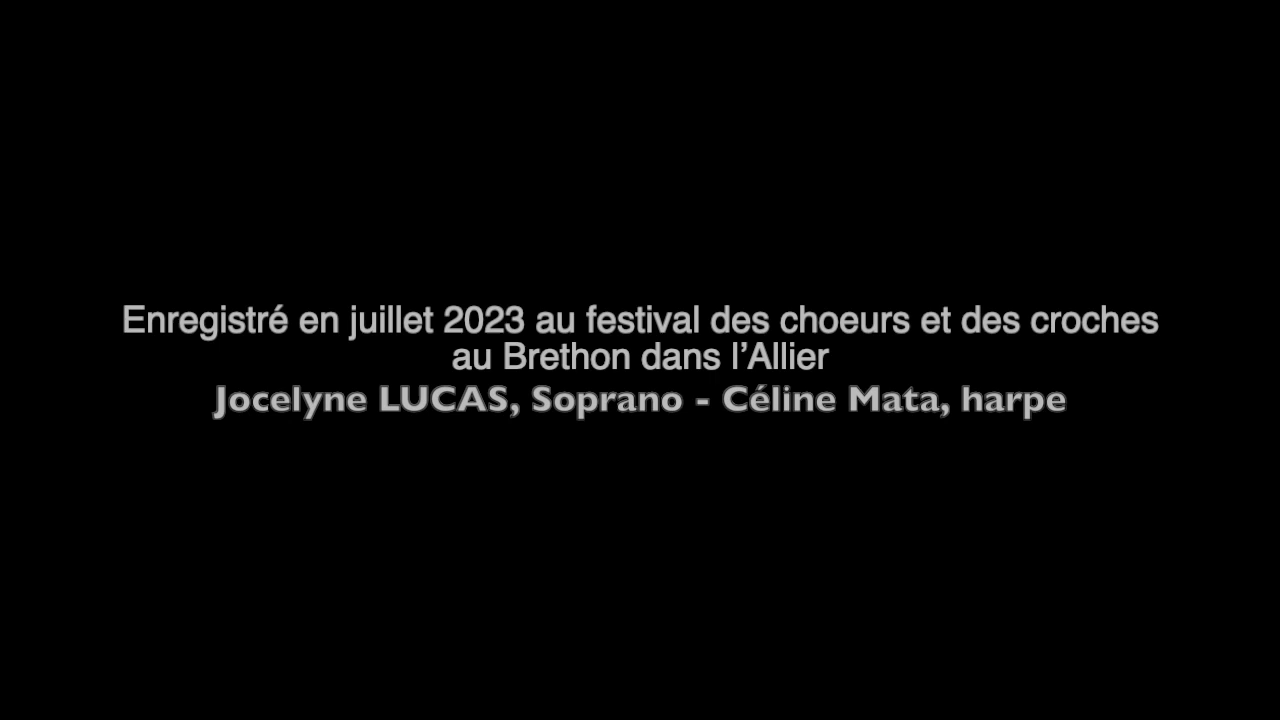 Enregistré en juillet 2023 au festival des choeurs et des croches
au Brethon dans l’Allier
Jocelyne LUCAS, Soprano - Céline Mata, harpe